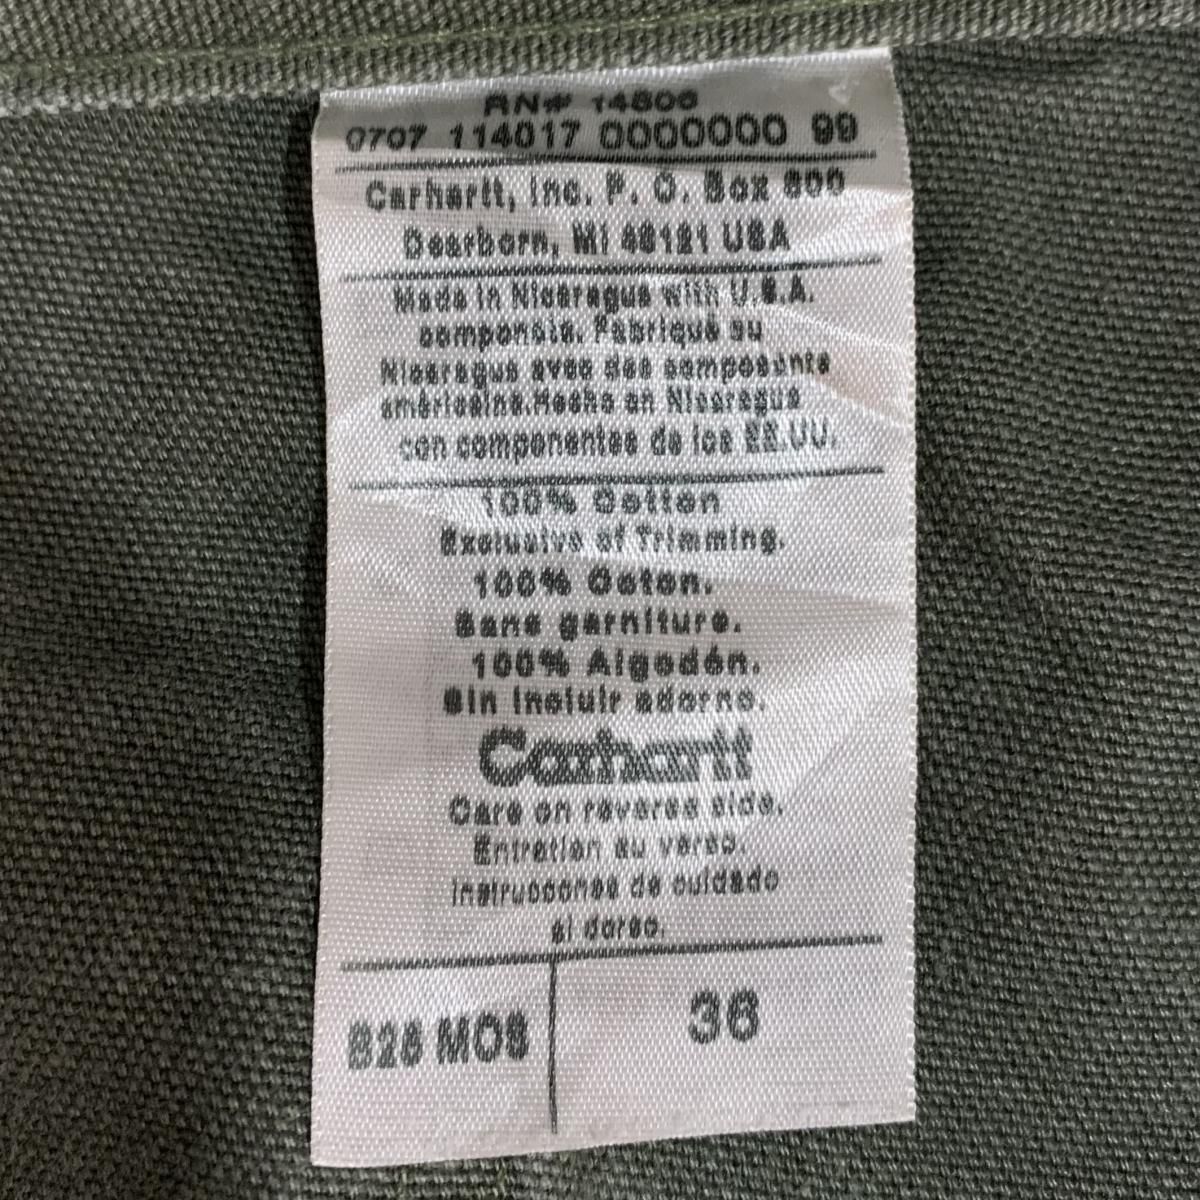 RN# 14806
0707 114017 0000000 99
Carhartt, Inc. P. O. Box 600
Dearborn, MI 48121 USA
Made in Nicaragua with U.S.A.
components. Fabriqué au
Nicaragua avec des composants
américains.Hecho en Nicaragua
con componentes de los EE.UU.
100% Cotton
Exclusive of Trimming.
100% Coton.
Sans garniture.
100% Algodón.
Sin Incluir adorno.
Carhartt
Care on reverse side.
Entretien au verso.
Instrucciones de cuidado
al dorso.
B26 MOS
36